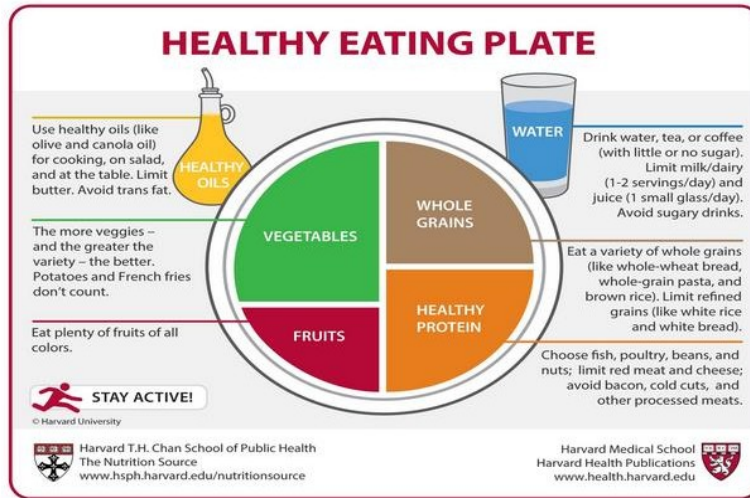 HEALTHY EATING PLATE
Use healthy oils (like
olive and canola oil)
for cooking, on salad,
and at the table. Limit
butter. Avoid trans fat.
HEALTHY
OILS
The more veggies –
and the greater the
variety – the better.
Potatoes and French fries
don't count.
Eat plenty of fruits of all
colors.
VEGETABLES
FRUITS
WHOLE
GRAINS
HEALTHY
PROTEIN
WATER
Drink water, tea, or coffee
(with little or no sugar).
Limit milk/dairy
(1-2 servings/day) and
juice (1 small glass/day).
Avoid sugary drinks.
Eat a variety of whole grains
(like whole-wheat bread,
whole-grain pasta, and
brown rice). Limit refined
grains (like white rice
and white bread).
Choose fish, poultry, beans, and
nuts; limit red meat and cheese;
avoid bacon, cold cuts, and
other processed meats.
STAY ACTIVE!
© Harvard University
Harvard T.H. Chan School of Public Health
The Nutrition Source
www.hsph.harvard.edu/nutritionsource
Harvard Medical School
Harvard Health Publications
www.health.harvard.edu